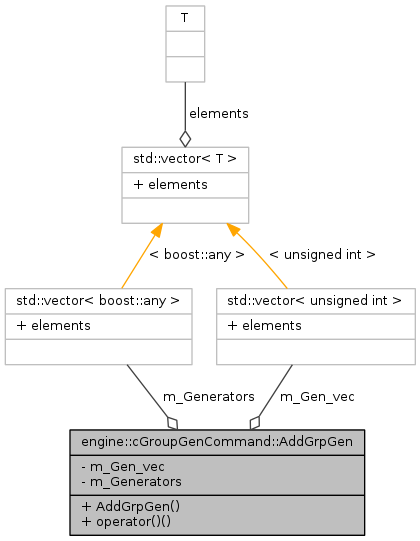 T
elements
std::vector< T >
+ elements
< boost::any >
< unsigned int >
std::vector< boost::any >
+ elements
std::vector< unsigned int >
+ elements
m_Generators
m_Gen_vec
engine::cGroupGenCommand::AddGrpGen
- m_Gen_vec
- m_Generators
+ AddGrpGen()
+ operator()()